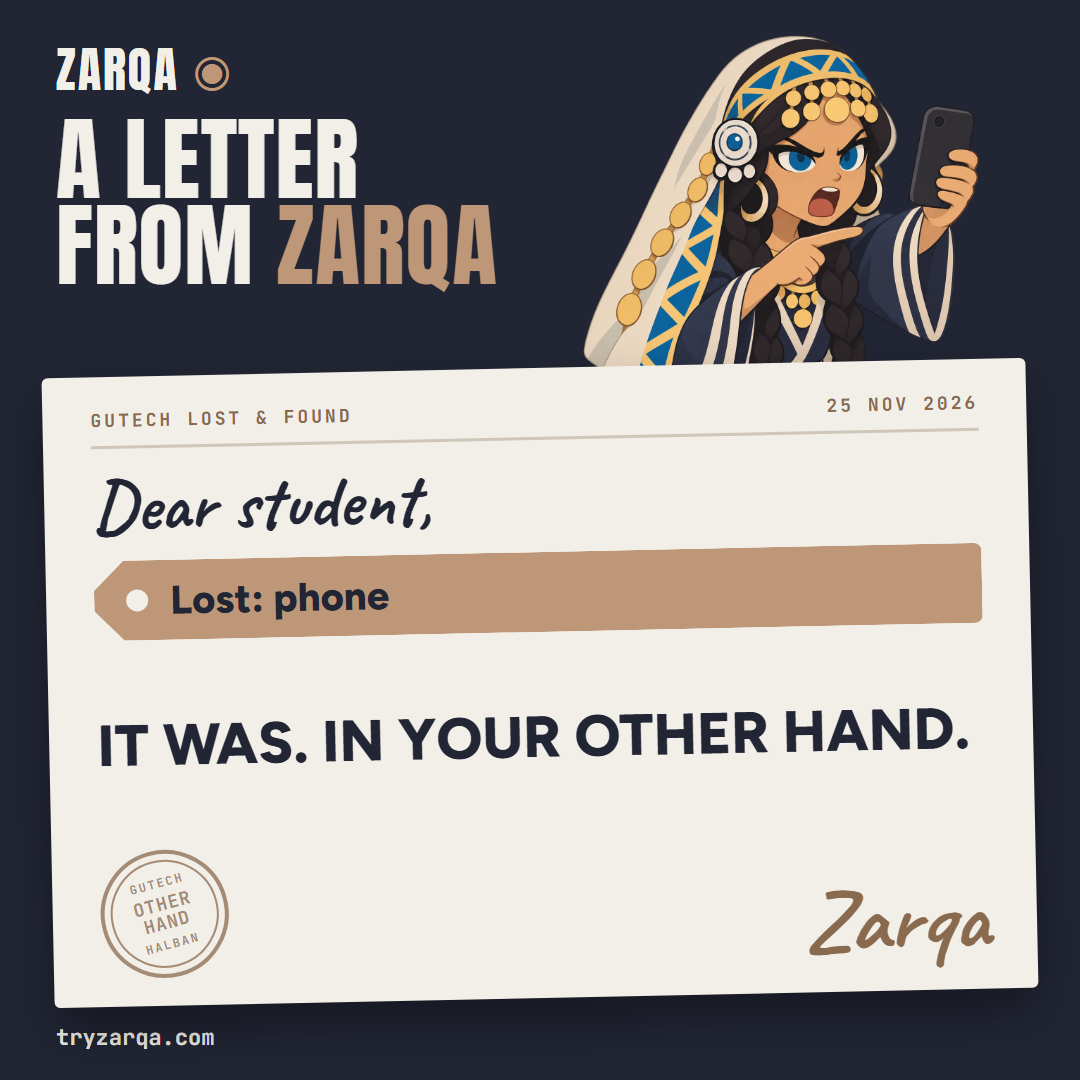 ZARQA
A LETTER
FROM ZARQA
GUTECH LOST & FOUND
25 NOV 2026
Dear student,
Lost: phone
IT WAS. IN YOUR OTHER HAND.
GUTECH
OTHER
HAND
HALBAN
Zarqa
tryzarqa.com